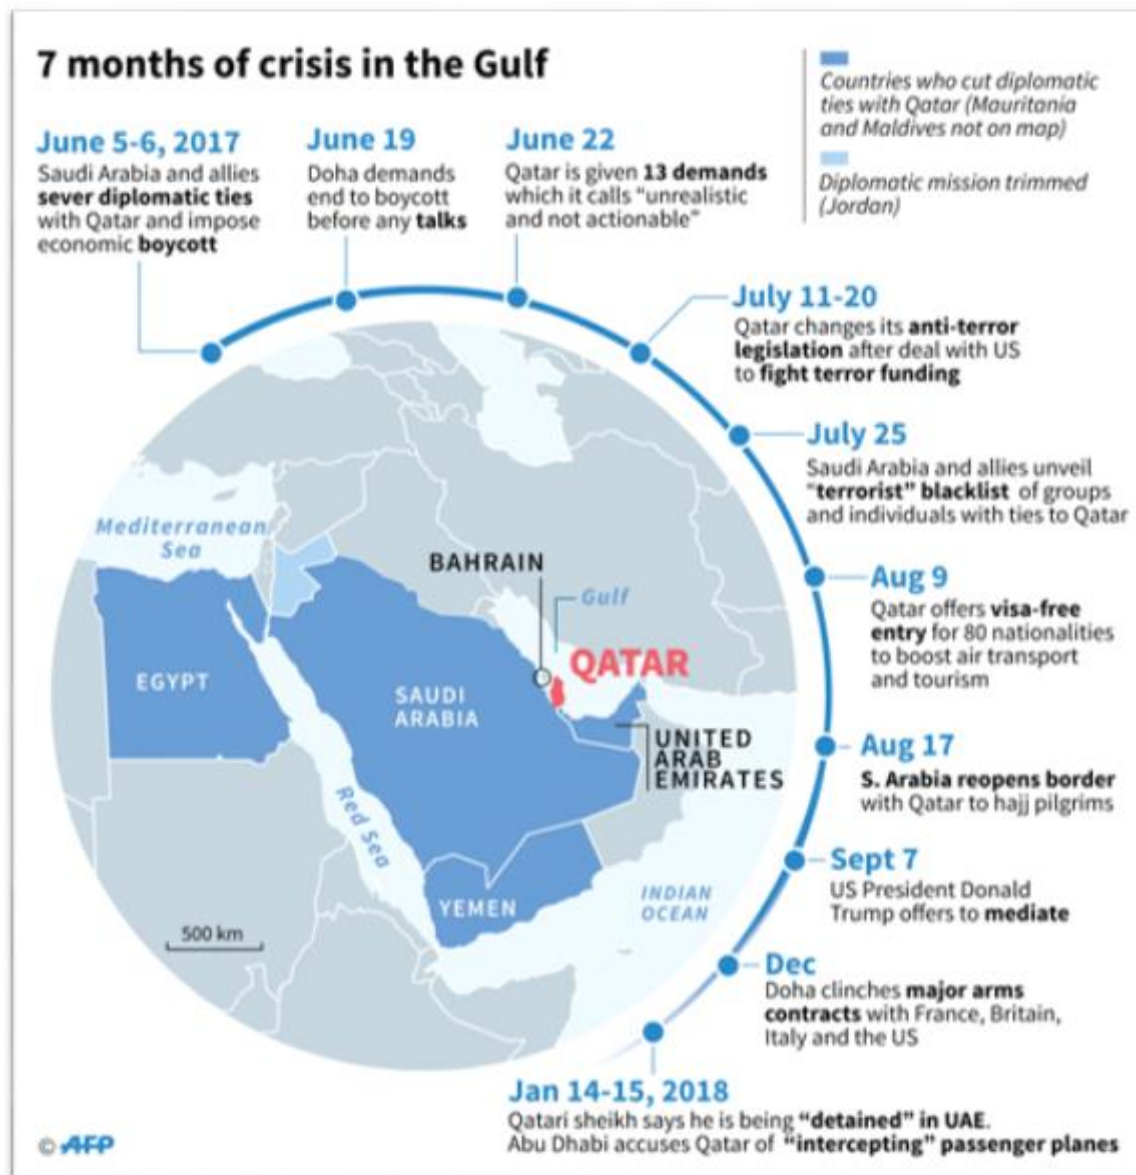 7 months of crisis in the Gulf
Countries who cut diplomatic
ties with Qatar (Mauritania
and Maldives not on map)
Diplomatic mission trimmed
(Jordan)
June 5-6, 2017
Saudi Arabia and allies
sever diplomatic ties
with Qatar and impose
economic boycott
June 19
Doha demands
end to boycott
before any talks
June 22
Qatar is given 13 demands
which it calls "unrealistic
and not actionable"
July 11-20
Qatar changes its anti-terror
legislation after deal with US
to fight terror funding
July 25
Saudi Arabia and allies unveil
"terrorist" blacklist of groups
and individuals with ties to Qatar
Aug 9
Qatar offers visa-free
entry for 80 nationalities
to boost air transport
and tourism
Aug 17
S. Arabia reopens border
with Qatar to hajj pilgrims
Sept 7
US President Donald
Trump offers to mediate
Dec
Doha clinches major arms
contracts with France, Britain,
Italy and the US
Jan 14-15, 2018
Qatari sheikh says he is being "detained" in UAE.
Abu Dhabi accuses Qatar of "intercepting" passenger planes
Mediterranean
Sea
BAHRAIN
Gulf
QATAR
EGYPT
SAUDI
ARABIA
UNITED
ARAB
EMIRATES
Red Sea
YEMEN
INDIAN
OCEAN
500 km
© AFP